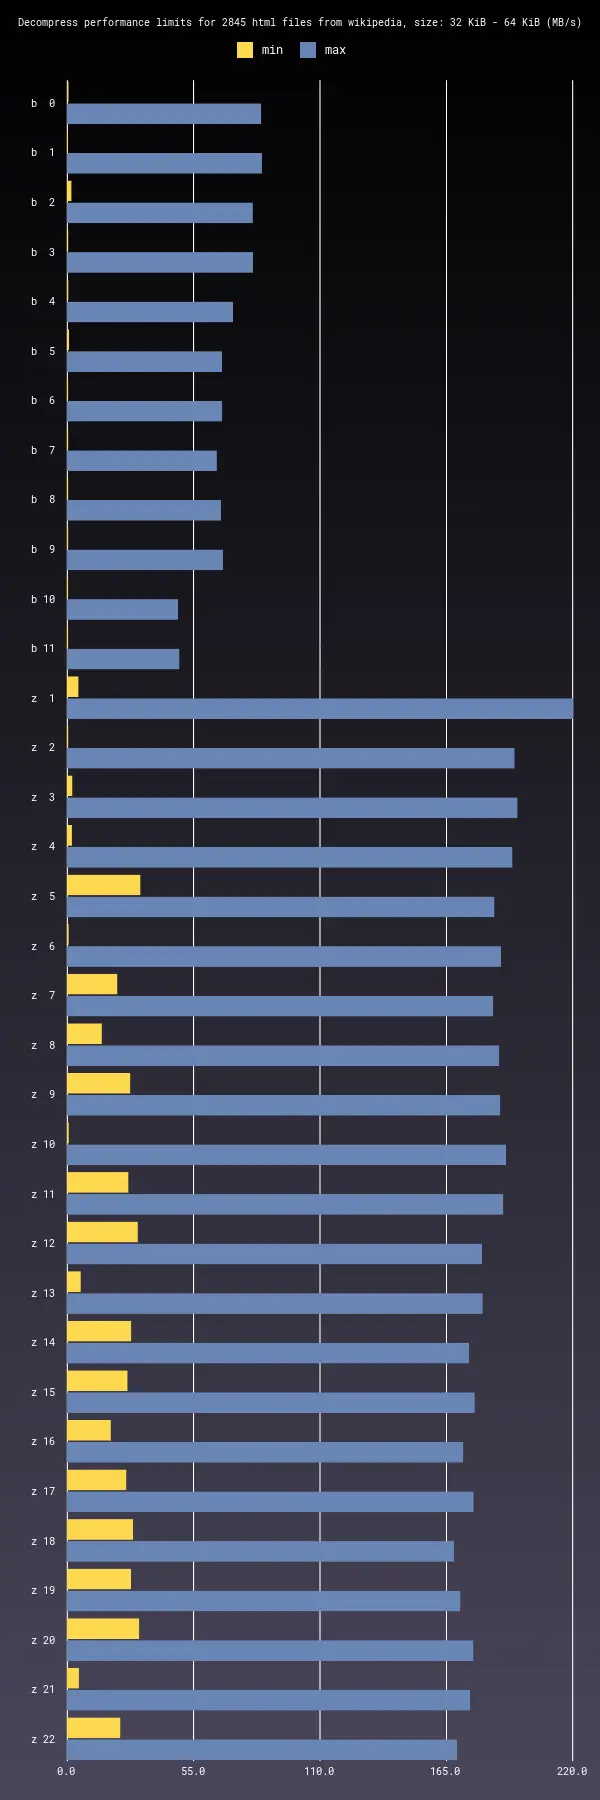 Decompress performance limits for 2845 html files from wikipedia, size: 32 KiB - 64 KiB (MB/s)
min max
b 0
b 1
b 2
b 3
b 4
b 5
b 6
b 7
b 8
b 9
b 10
b 11
z 1
z 2
z 3
z 4
z 5
z 6
z 7
z 8
z 9
z 10
z 11
z 12
z 13
z 14
z 15
z 16
z 17
z 18
z 19
z 20
z 21
z 22
0.0 55.0 110.0 165.0 220.0